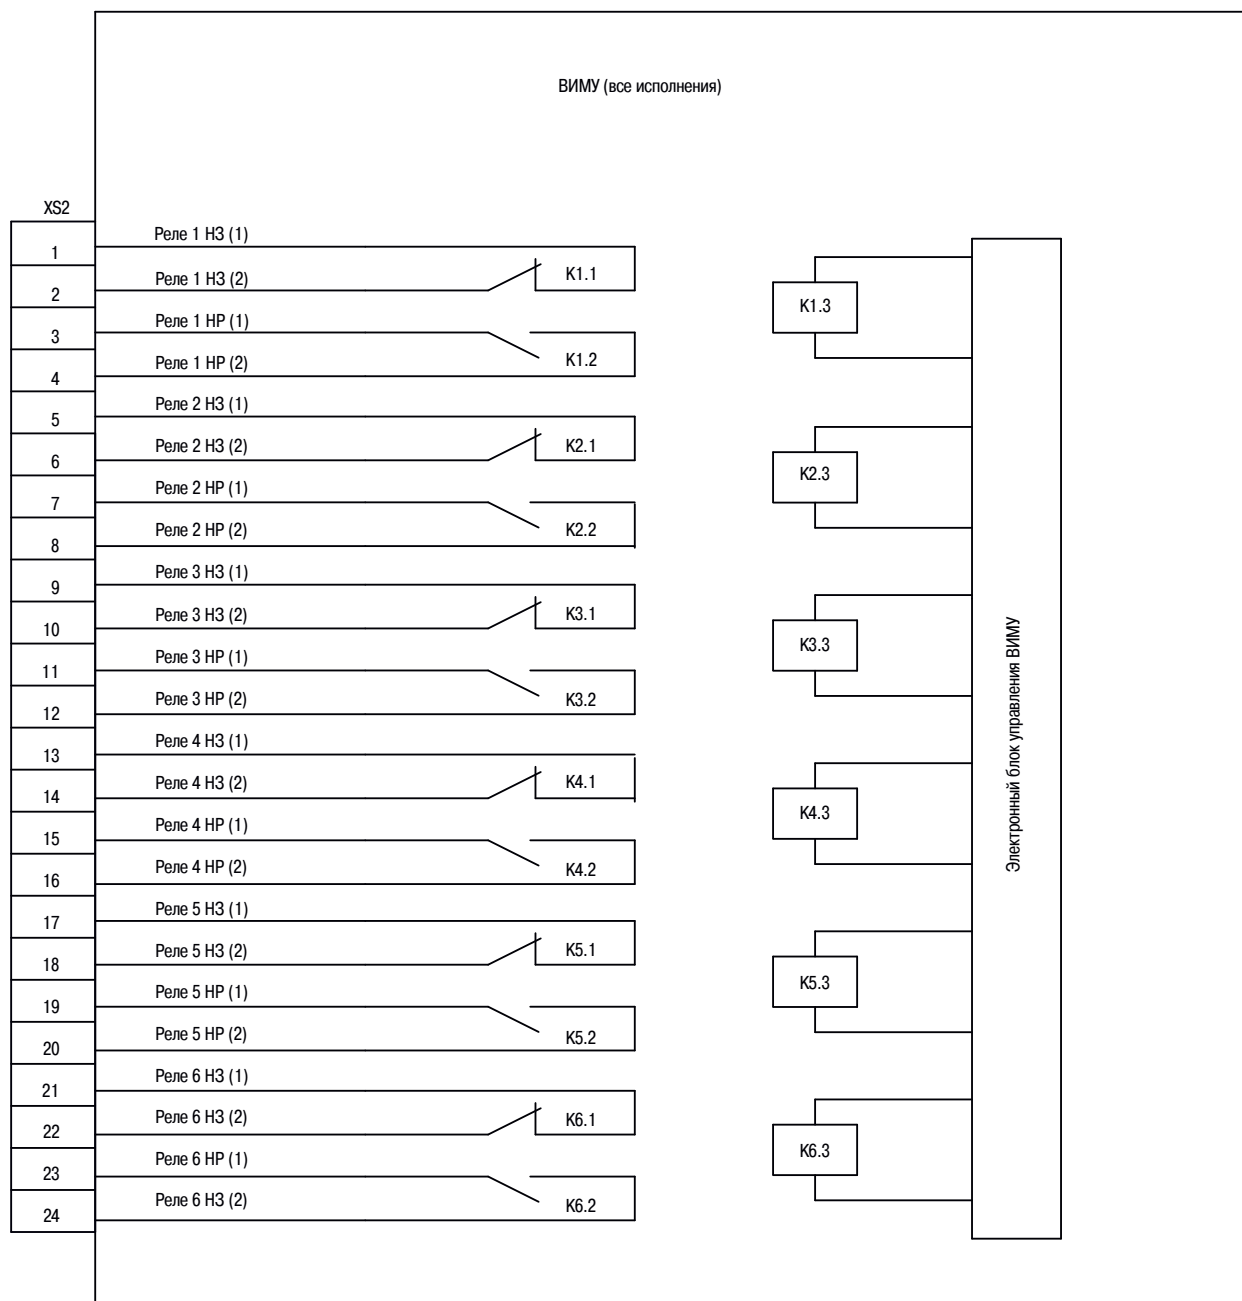 ВИМУ (все исполнения)
XS2
1
Реле 1 НЗ (1)
2
Реле 1 НЗ (2)
K1.1
3
Реле 1 НР (1)
4
Реле 1 НР (2)
K1.2
K1.3
5
Реле 2 НЗ (1)
6
Реле 2 НЗ (2)
K2.1
7
Реле 2 НР (1)
8
Реле 2 НР (2)
K2.2
K2.3
9
Реле 3 НЗ (1)
10
Реле 3 НЗ (2)
K3.1
11
Реле 3 НР (1)
12
Реле 3 НР (2)
K3.2
K3.3
13
Реле 4 НЗ (1)
14
Реле 4 НЗ (2)
K4.1
15
Реле 4 НР (1)
16
Реле 4 НР (2)
K4.2
K4.3
17
Реле 5 НЗ (1)
18
Реле 5 НЗ (2)
K5.1
19
Реле 5 НР (1)
20
Реле 5 НР (2)
K5.2
K5.3
21
Реле 6 НЗ (1)
22
Реле 6 НЗ (2)
K6.1
23
Реле 6 НР (1)
24
Реле 6 НЗ (2)
K6.2
K6.3
Электронный блок управления ВИМУ